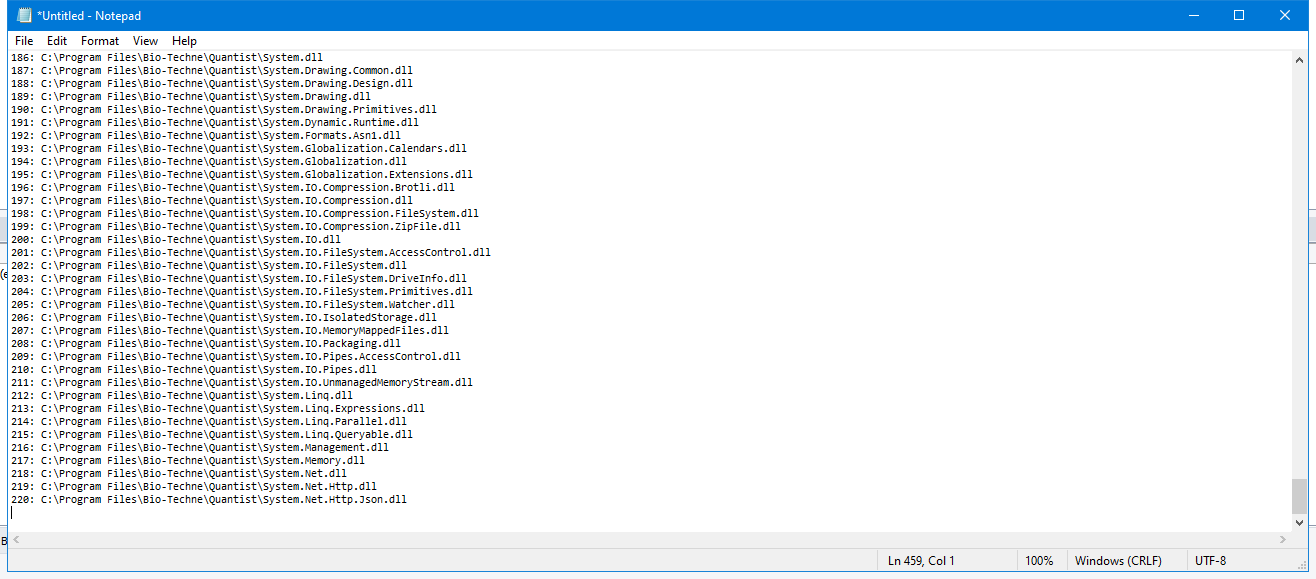 *Untitled - Notepad
File Edit Format View Help
186: C:\Program Files\Bio-Techne\Quantist\System.dll
187: C:\Program Files\Bio-Techne\Quantist\System.Drawing.Common.dll
188: C:\Program Files\Bio-Techne\Quantist\System.Drawing.Design.dll
189: C:\Program Files\Bio-Techne\Quantist\System.Drawing.dll
190: C:\Program Files\Bio-Techne\Quantist\System.Drawing.Primitives.dll
191: C:\Program Files\Bio-Techne\Quantist\System.Dynamic.Runtime.dll
192: C:\Program Files\Bio-Techne\Quantist\System.Formats.Asn1.dll
193: C:\Program Files\Bio-Techne\Quantist\System.Globalization.Calendars.dll
194: C:\Program Files\Bio-Techne\Quantist\System.Globalization.dll
195: C:\Program Files\Bio-Techne\Quantist\System.Globalization.Extensions.dll
196: C:\Program Files\Bio-Techne\Quantist\System.IO.Compression.Brotli.dll
197: C:\Program Files\Bio-Techne\Quantist\System.IO.Compression.dll
198: C:\Program Files\Bio-Techne\Quantist\System.IO.Compression.FileSystem.dll
199: C:\Program Files\Bio-Techne\Quantist\System.IO.Compression.ZipFile.dll
200: C:\Program Files\Bio-Techne\Quantist\System.IO.dll
201: C:\Program Files\Bio-Techne\Quantist\System.IO.FileSystem.AccessControl.dll
202: C:\Program Files\Bio-Techne\Quantist\System.IO.FileSystem.dll
203: C:\Program Files\Bio-Techne\Quantist\System.IO.FileSystem.DriveInfo.dll
204: C:\Program Files\Bio-Techne\Quantist\System.IO.FileSystem.Primitives.dll
205: C:\Program Files\Bio-Techne\Quantist\System.IO.FileSystem.Watcher.dll
206: C:\Program Files\Bio-Techne\Quantist\System.IO.IsolatedStorage.dll
207: C:\Program Files\Bio-Techne\Quantist\System.IO.MemoryMappedFiles.dll
208: C:\Program Files\Bio-Techne\Quantist\System.IO.Packaging.dll
209: C:\Program Files\Bio-Techne\Quantist\System.IO.Pipes.AccessControl.dll
210: C:\Program Files\Bio-Techne\Quantist\System.IO.Pipes.dll
211: C:\Program Files\Bio-Techne\Quantist\System.IO.UnmanagedMemoryStream.dll
212: C:\Program Files\Bio-Techne\Quantist\System.Linq.dll
213: C:\Program Files\Bio-Techne\Quantist\System.Linq.Expressions.dll
214: C:\Program Files\Bio-Techne\Quantist\System.Linq.Parallel.dll
215: C:\Program Files\Bio-Techne\Quantist\System.Linq.Queryable.dll
216: C:\Program Files\Bio-Techne\Quantist\System.Management.dll
217: C:\Program Files\Bio-Techne\Quantist\System.Memory.dll
218: C:\Program Files\Bio-Techne\Quantist\System.Net.dll
219: C:\Program Files\Bio-Techne\Quantist\System.Net.Http.dll
220: C:\Program Files\Bio-Techne\Quantist\System.Net.Http.Json.dll
Ln 459, Col 1 100% Windows (CRLF) UTF-8